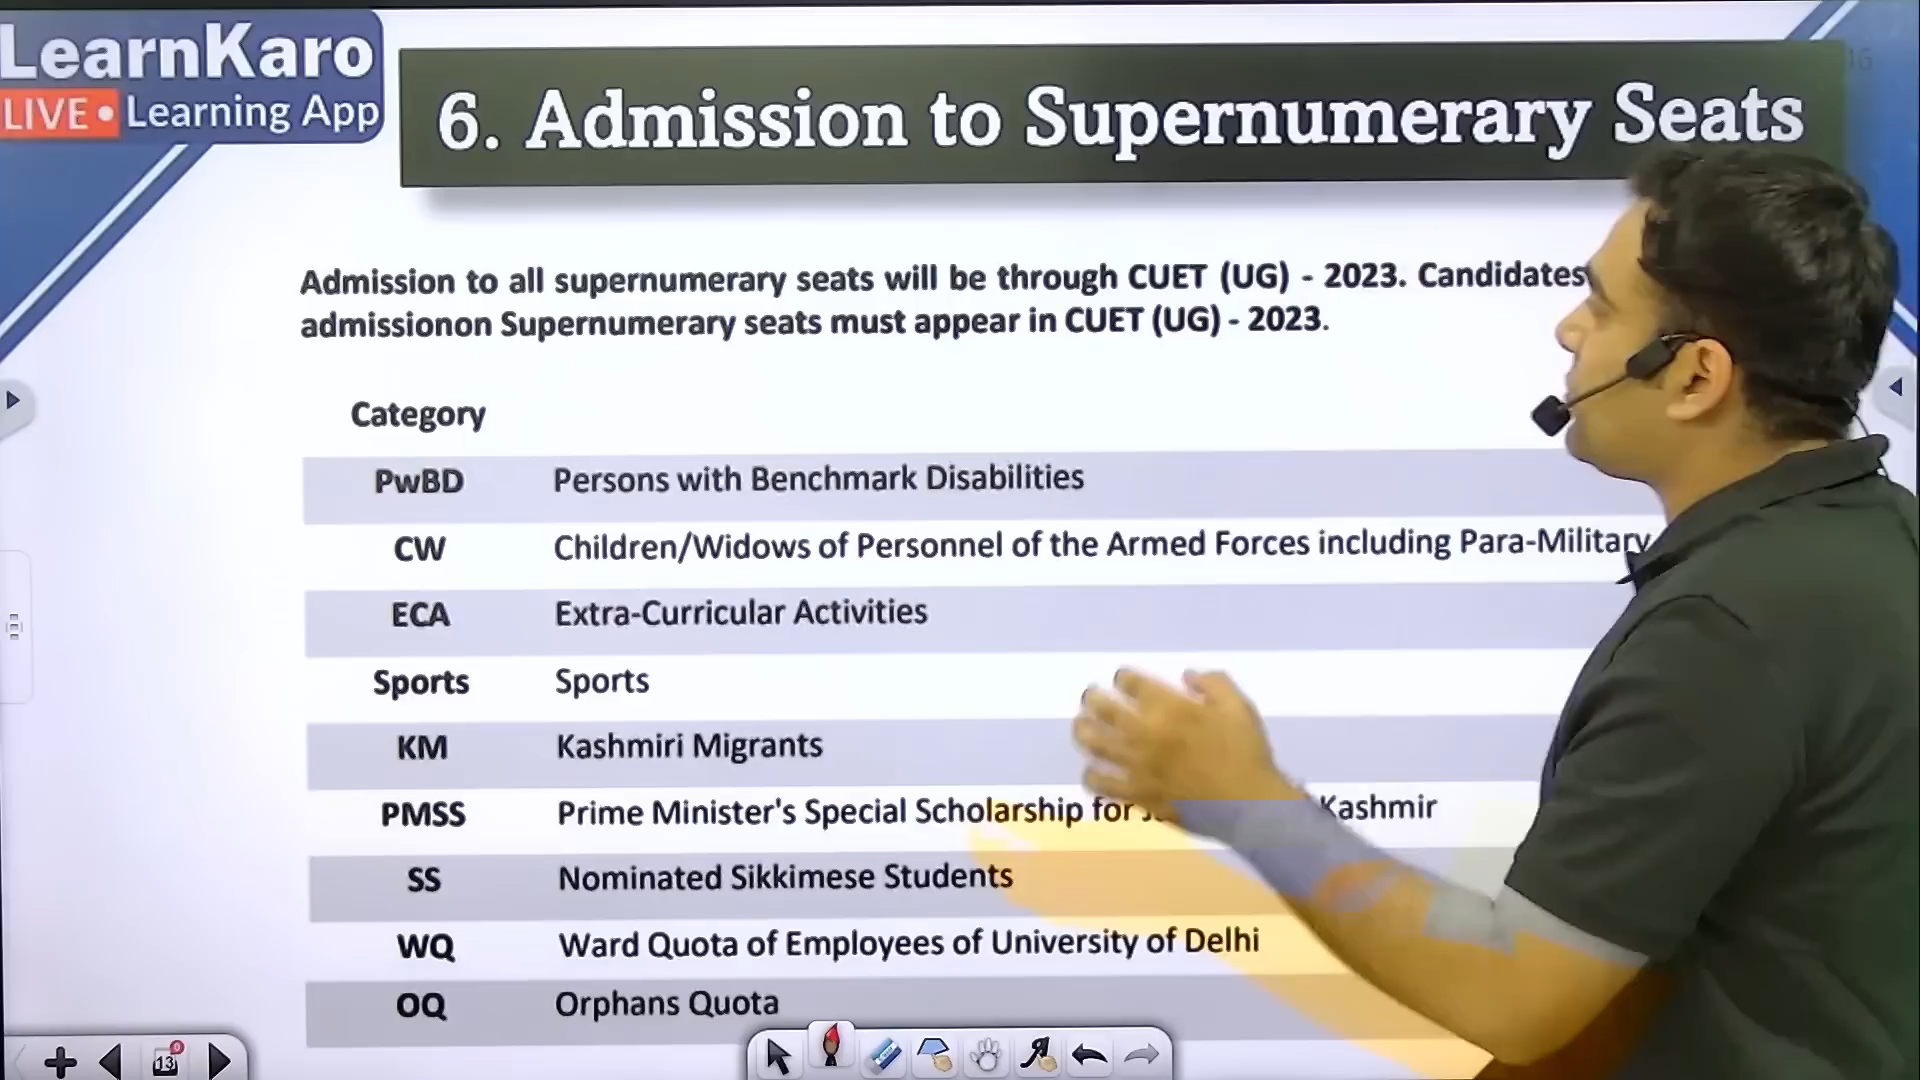 LearnKaro
LIVE • Learning App
6. Admission to Supernumerary Seats
16
Admission to all supernumerary seats will be through CUET (UG) - 2023. Candidates
admissionon Supernumerary seats must appear in CUET (UG) - 2023.
Category
PwBD Persons with Benchmark Disabilities
CW Children/Widows of Personnel of the Armed Forces including Para-Military
ECA Extra-Curricular Activities
Sports Sports
KM Kashmiri Migrants
PMSS Prime Minister's Special Scholarship for Kashmir
SS Nominated Sikkimese Students
WQ Ward Quota of Employees of University of Delhi
OQ Orphans Quota
13
0